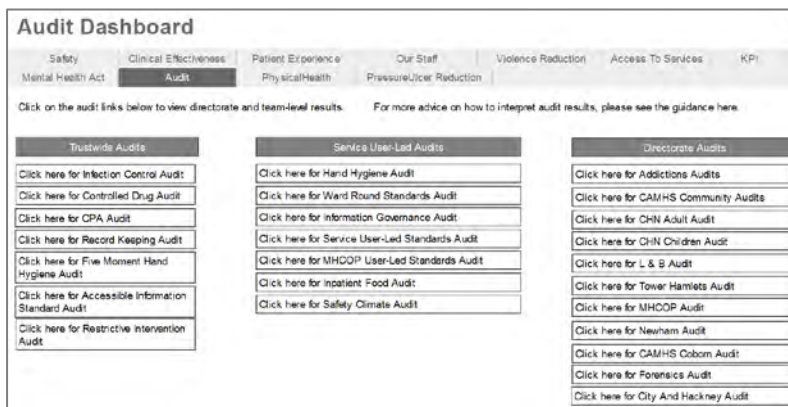 Audit Dashboard
Safety Clinical Effectiveness Patient Experience Our Staff Violence Reduction Access To Services KPI
Mental Health Act Audit PhysicalHealth PressureUlcer Reduction
Click on the audit links below to view directorate and team-level results. For more advice on how to interpret audit results, please see the guidance here.
Trustwide Audits
Click here for Infection Control Audit
Click here for Controlled Drug Audit
Click here for CPA Audit
Click here for Record Keeping Audit
Click here for Five Moment Hand
Hygiene Audit
Click here for Accessible Information
Standard Audit
Click here for Restrictive Intervention
Audit
Service User-Led Audits
Click here for Hand Hygiene Audit
Click here for Ward Round Standards Audit
Click here for Information Governance Audit
Click here for Service User-Led Standards Audit
Click here for MHCOP User-Led Standards Audit
Click here for Inpatient Food Audit
Click here for Safety Climate Audit
Directorate Audits
Click here for Addictions Audits
Click here for CAMHS Community Audits
Click here for CHN Adult Audit
Click here for CHN Children Audit
Click here for L & B Audit
Click here for Tower Hamlets Audit
Click here for MHCOP Audit
Click here for Newham Audit
Click here for CAMHS Coborn Audit
Click here for Forensics Audit
Click here for City And Hackney Audit